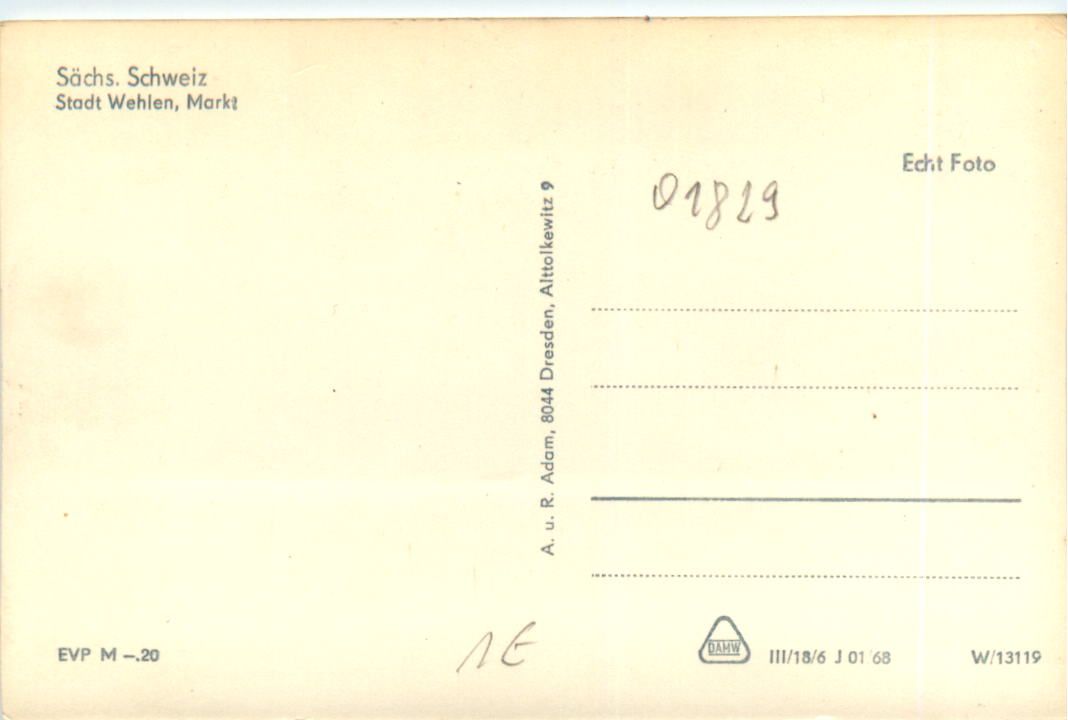 Sächs. Schweiz
Stadt Wehlen, Markt
Echt Foto
01829
A. u. R. Adam, 8044 Dresden, Alttolkewitz 9
EVP M –.20
1€
DAMW
III/18/6 J 01 68
W/13119